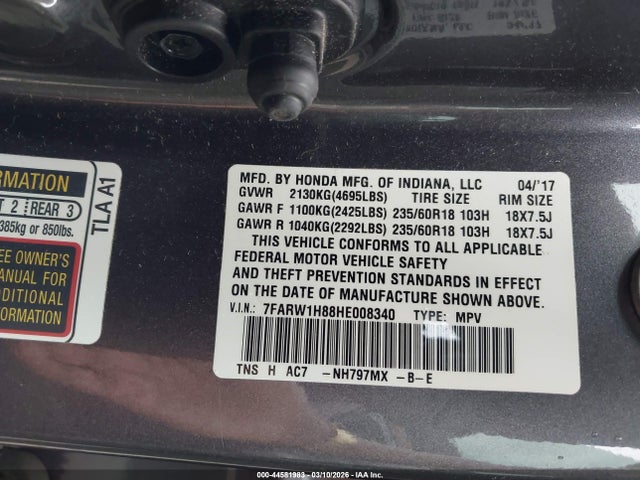 RMATION
T 2 REAR 3
385kg or 850lbs.
EE OWNER'S
ANUAL FOR
DDITIONAL
FORMATION
TLA A1
MFD. BY HONDA MFG. OF INDIANA, LLC 04/'17
GVWR 2130KG(4695LBS) TIRE SIZE RIM SIZE
GAWR F 1100KG(2425LBS) 235/60R18 103H 18X7.5J
GAWR R 1040KG(2292LBS) 235/60R18 103H 18X7.5J
THIS VEHICLE CONFORMS TO ALL APPLICABLE
FEDERAL MOTOR VEHICLE SAFETY
AND THEFT PREVENTION STANDARDS IN EFFECT
ON THE DATE OF MANUFACTURE SHOWN ABOVE.
V.I.N.: 7FARW1H88HE008340 TYPE: MPV
TNS H AC7 -NH797MX -B-E
000-44581983 - 03/10/2026 - IAA Inc.